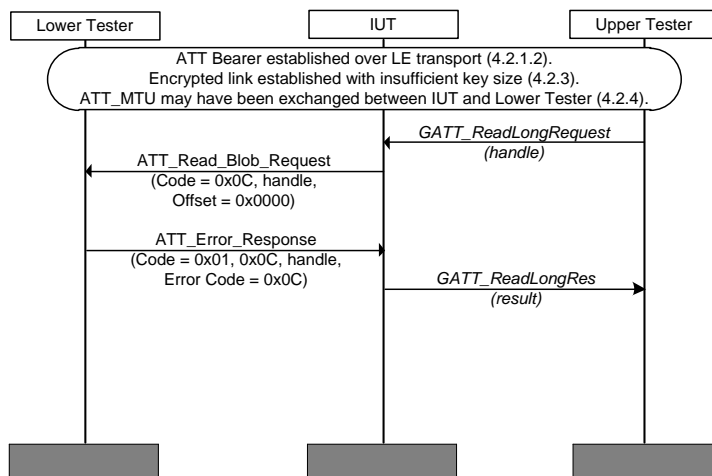 Lower Tester
IUT
Upper Tester
ATT Bearer established over LE transport (4.2.1.2).
Encrypted link established with insufficient key size (4.2.3).
ATT_MTU may have been exchanged between IUT and Lower Tester (4.2.4).
GATT_ReadLongRequest
(handle)
ATT_Read_Blob_Request
(Code = 0x0C, handle,
Offset = 0x0000)
ATT_Error_Response
(Code = 0x01, 0x0C, handle,
Error Code = 0x0C)
GATT_ReadLongRes
(result)